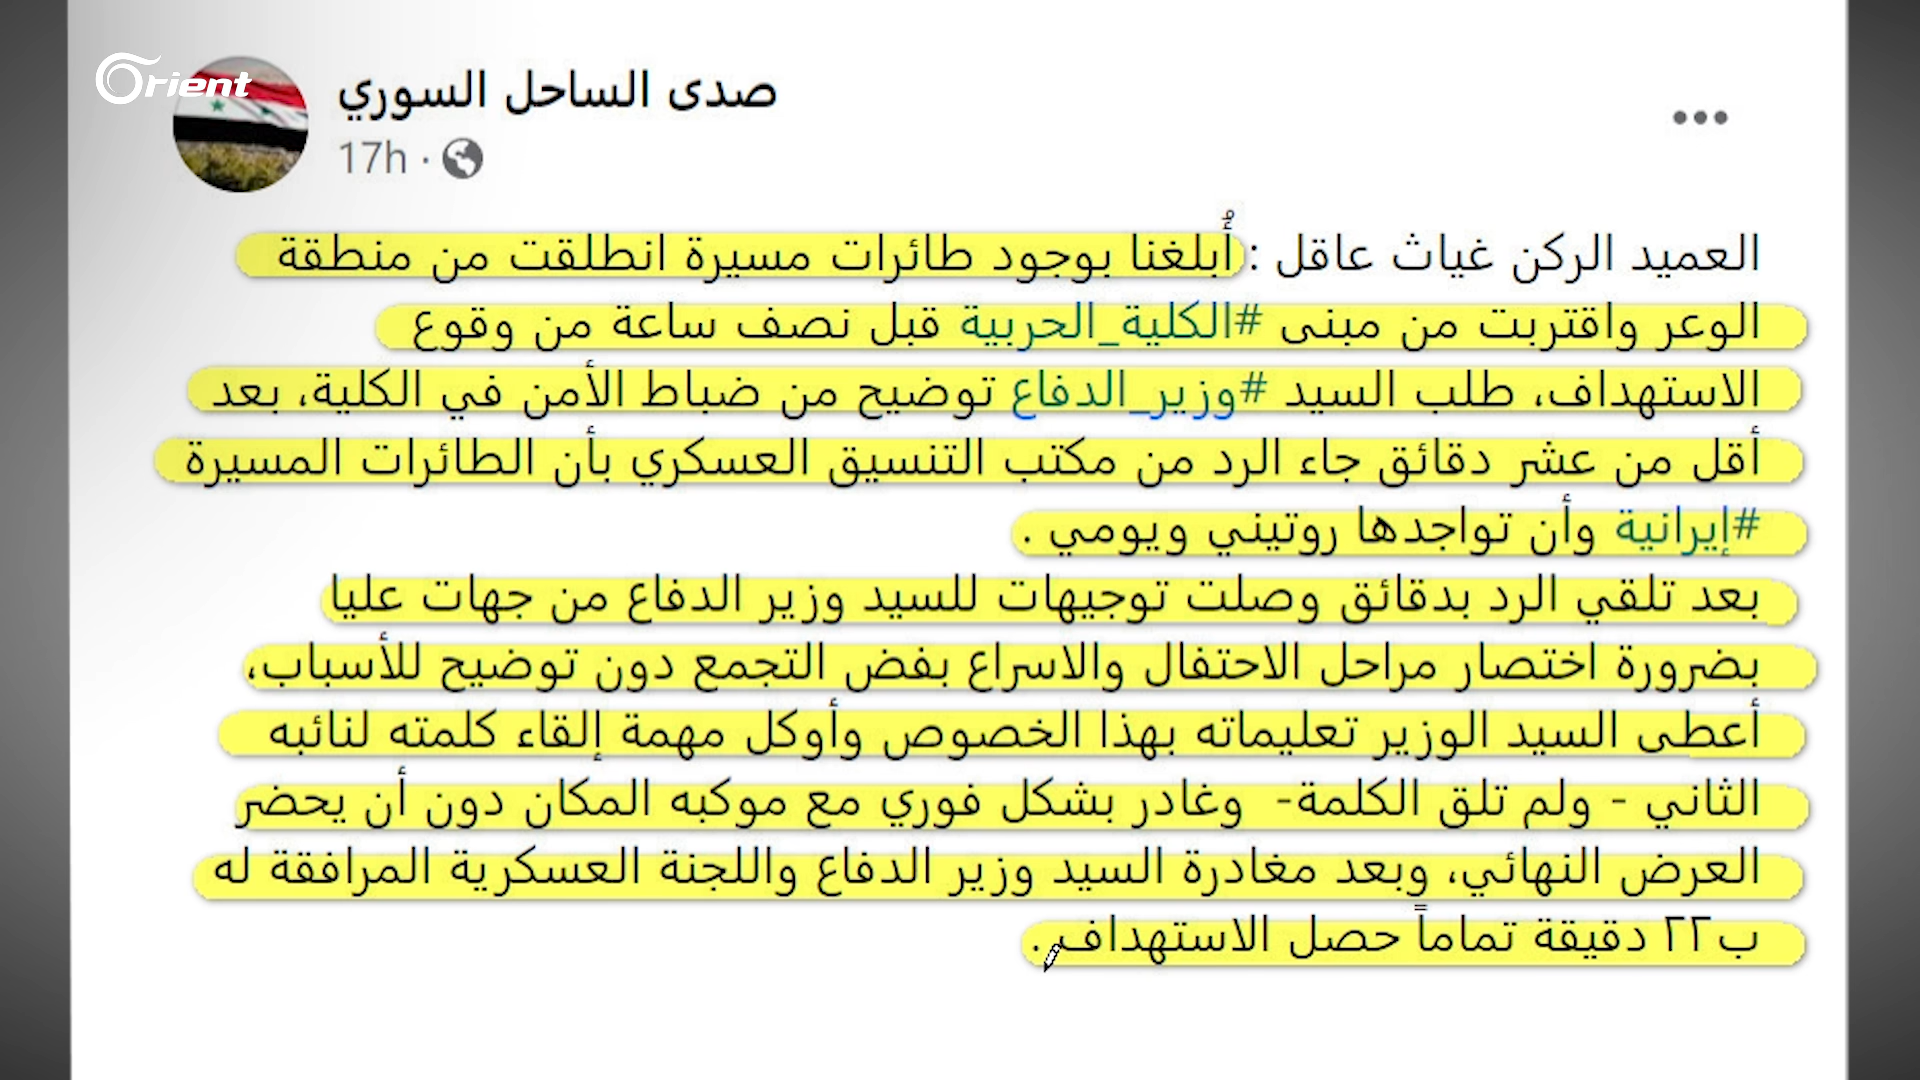 Orient
صدى الساحل السوري
17h ·
العميد الركن غياث عاقل : أُبلغنا بوجود طائرات مسيرة انطلقت من منطقة
الوعر واقتربت من مبنى #الكلية_الحربية قبل نصف ساعة من وقوع
الاستهداف، طلب السيد #وزير_الدفاع توضيح من ضباط الأمن في الكلية، بعد
أقل من عشر دقائق جاء الرد من مكتب التنسيق العسكري بأن الطائرات المسيرة
#إيرانية وأن تواجدها روتيني ويومي .
بعد تلقي الرد بدقائق وصلت توجيهات للسيد وزير الدفاع من جهات عليا
بضرورة اختصار مراحل الاحتفال والاسراع بفض التجمع دون توضيح للأسباب،
أعطى السيد الوزير تعليماته بهذا الخصوص وأوكل مهمة إلقاء كلمته لنائبه
الثاني - ولم تلق الكلمة- وغادر بشكل فوري مع موكبه المكان دون أن يحضر
العرض النهائي، وبعد مغادرة السيد وزير الدفاع واللجنة العسكرية المرافقة له
ب٢٢ دقيقة تماماً حصل الاستهداف .